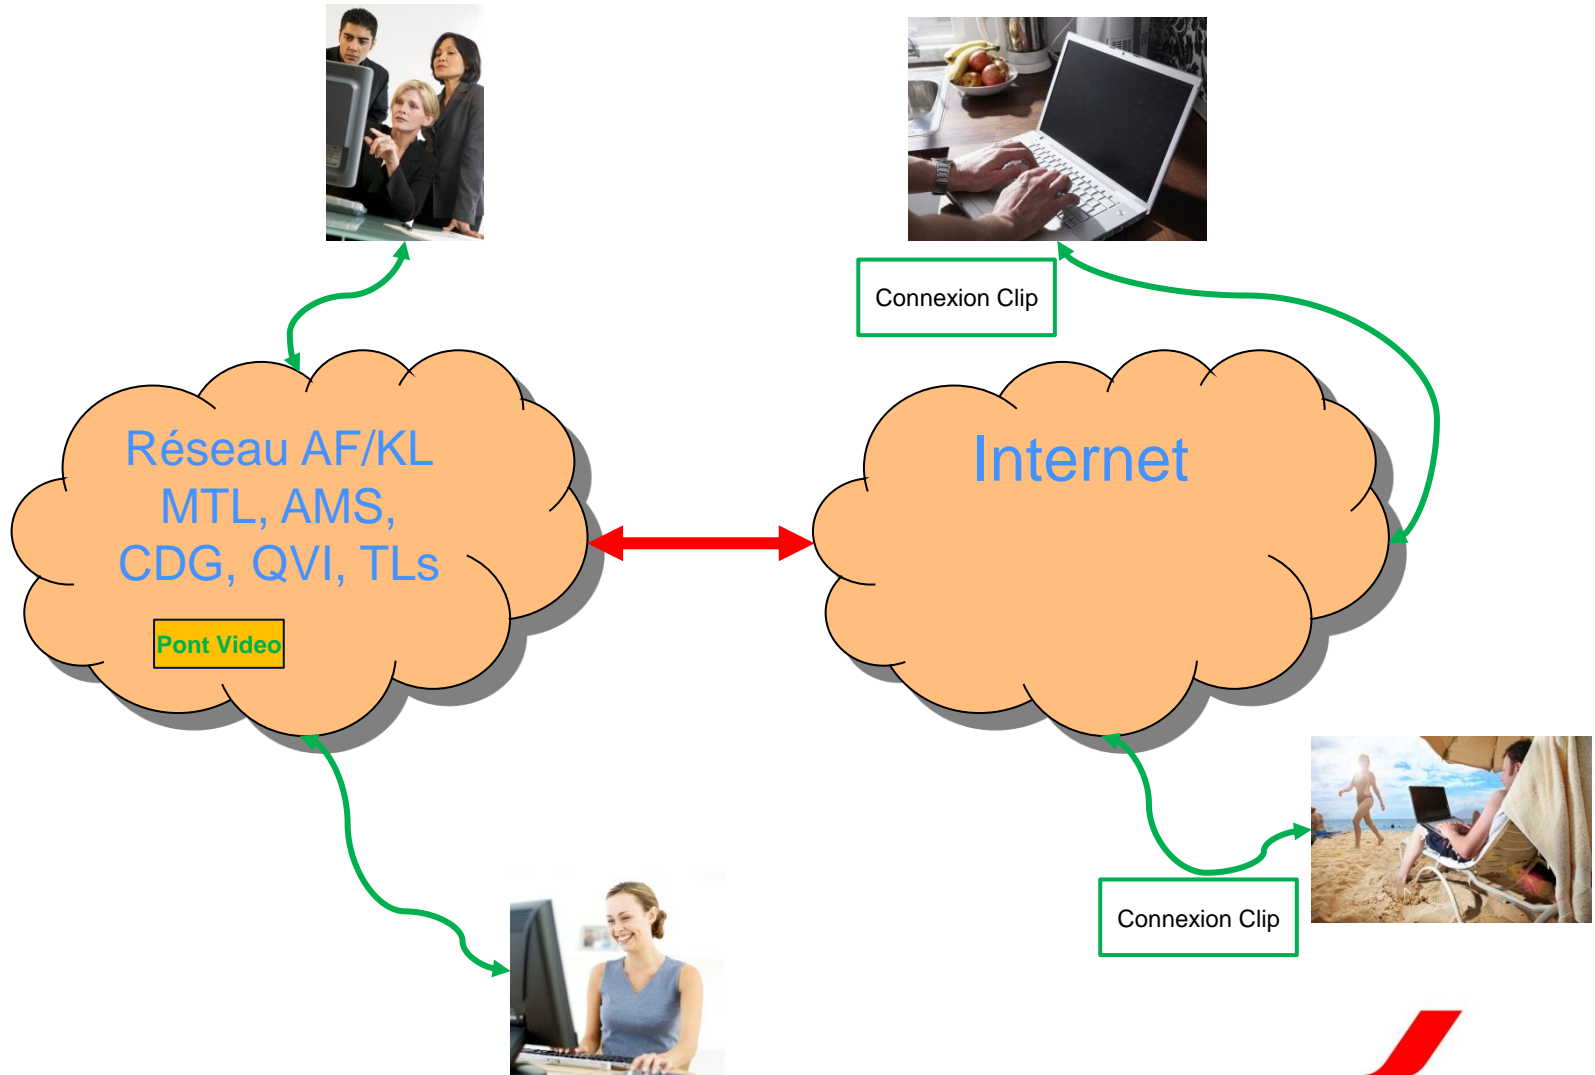 Connexion Clip
Réseau AF/KL
MTL, AMS,
CDG, QVI, TLs
Internet
Pont Video
Connexion Clip